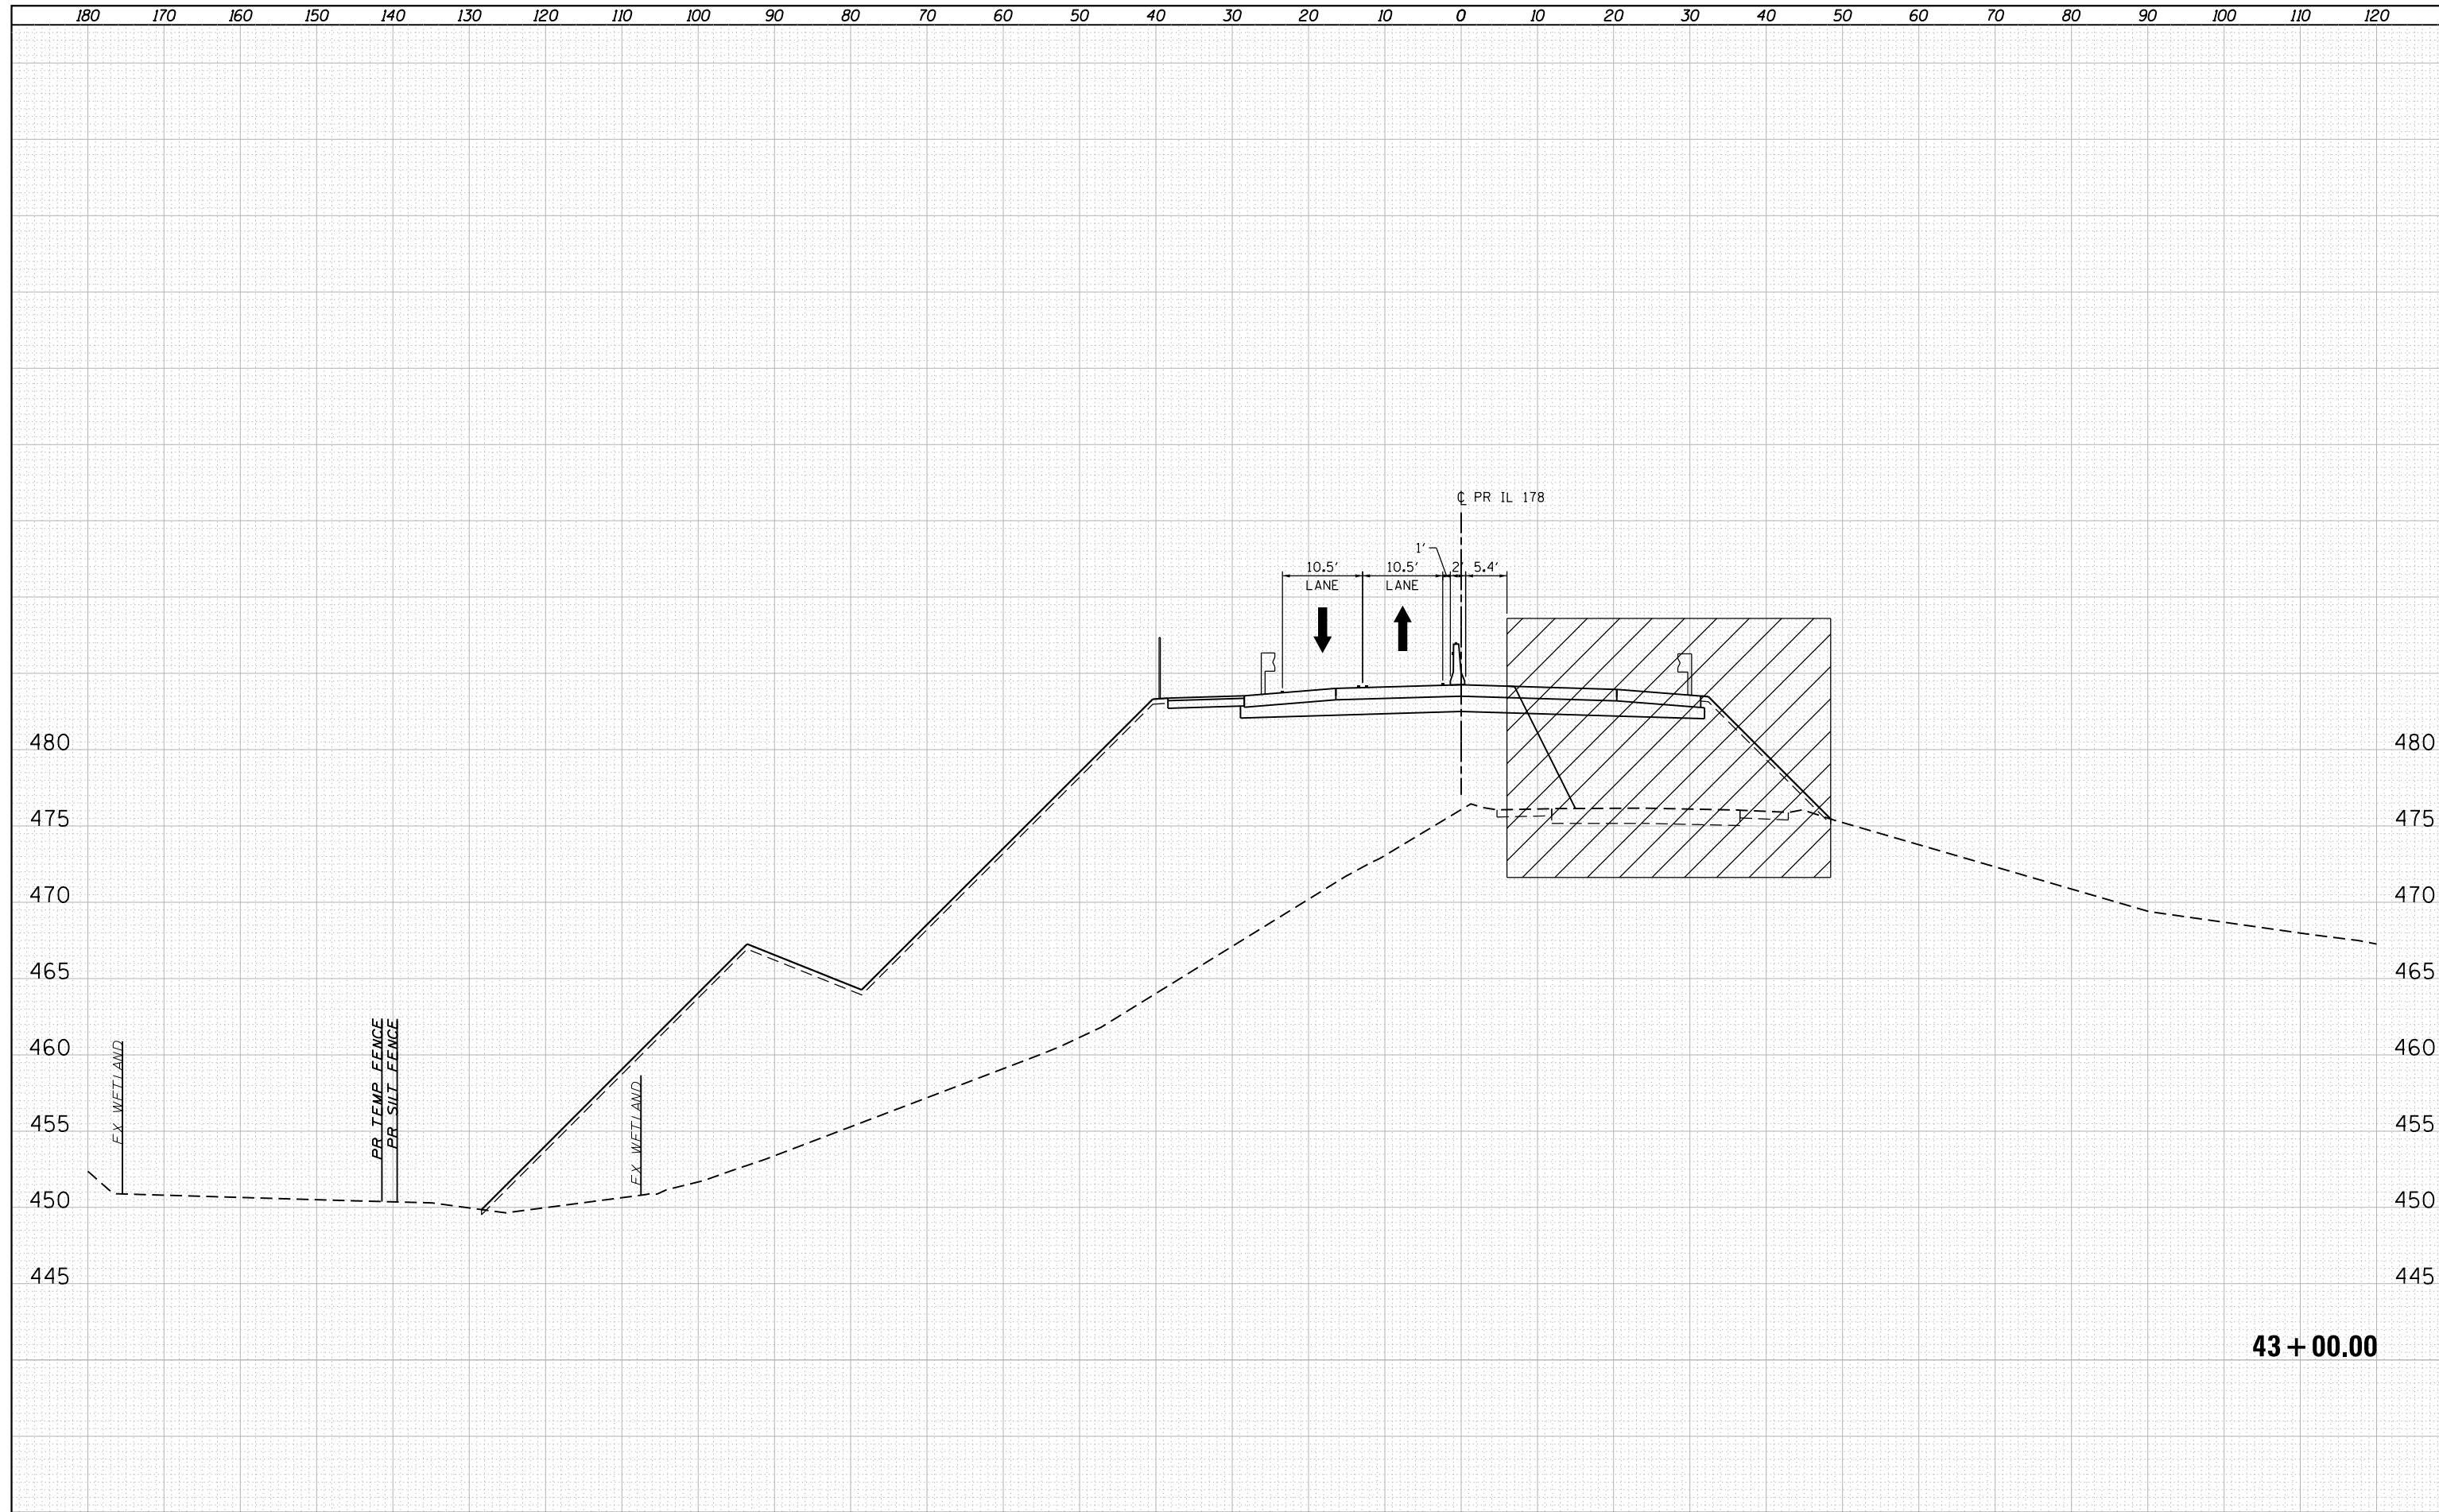 180 170 160 150 140 130 120 110 100 90 80 70 60 50 40 30 20 10 0 10 20 30 40 50 60 70 80 90 100 110 120
℄ PR IL 178
1'
10.5' 10.5' 2' 5.4'
LANE LANE
480 480
475 475
470 470
465 465
460 460
455 455
450 450
445 445
EX WETLAND
PR TEMP FENCE
PR SILT FENCE
EX WETLAND
43+00.00